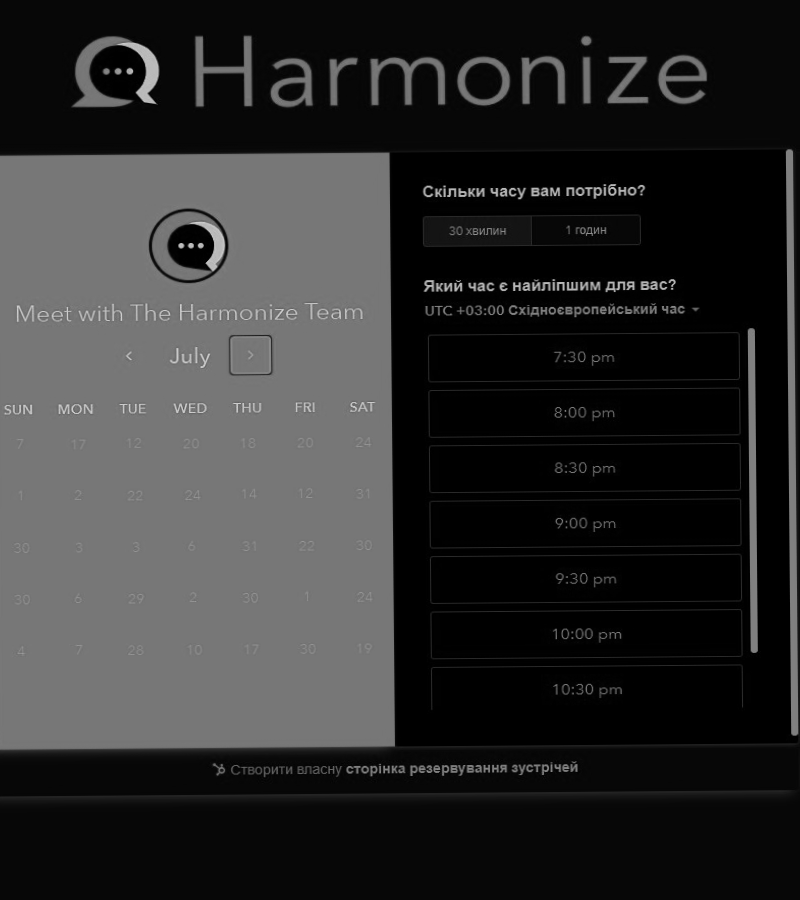 Harmonize
Meet with The Harmonize Team
July
SUN MON TUE WED THU FRI SAT
7 17 12 20 18 20 24
1 2 22 24 14 12 31
30 3 3 6 31 22 30
30 6 29 2 30 1 24
4 7 28 10 17 30 19
Скільки часу вам потрібно?
30 хвилин 1 годин
Який час є найліпшим для вас?
UTC +03:00 Східноєвропейський час
7:30 pm
8:00 pm
8:30 pm
9:00 pm
9:30 pm
10:00 pm
10:30 pm
Створити власну сторінка резервування зустрічей